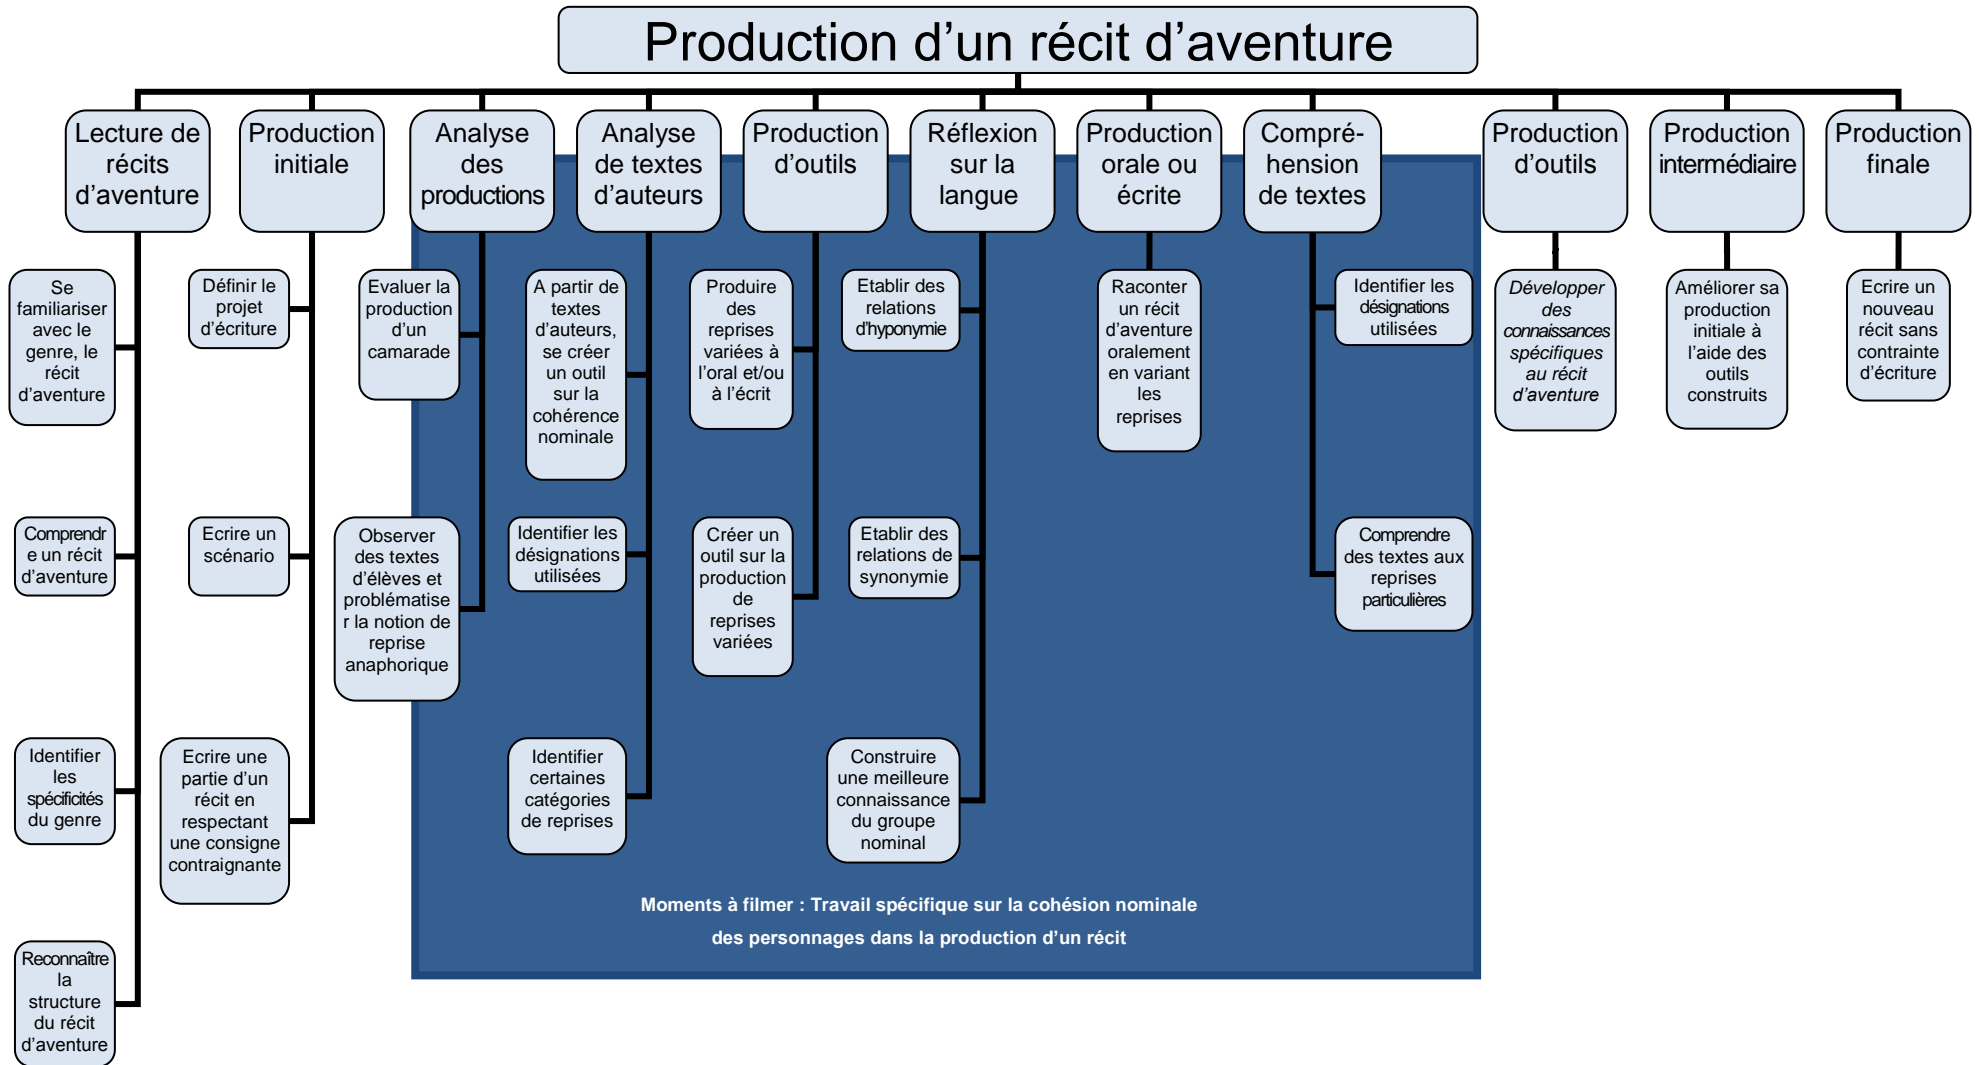 Production d’un récit d’aventure
Lecture de
récits
d’aventure
Production
initiale
Analyse
des
productions
Analyse
de textes
d’auteurs
Production
d’outils
Réflexion
sur la
langue
Production
orale ou
écrite
Compré-
hension
de textes
Production
d’outils
Production
intermédiaire
Production
finale
Se
familiariser
avec le
genre, le
récit
d’aventure
Comprendr
e un récit
d’aventure
Identifier
les
spécificités
du genre
Reconnaître
la
structure
du récit
d’aventure
Définir le
projet
d’écriture
Ecrire un
scénario
Ecrire une
partie d’un
récit en
respectant
une consigne
contraignante
Evaluer la
production
d’un
camarade
Observer
des textes
d’élèves et
problématise
r la notion de
reprise
anaphorique
A partir de
textes
d’auteurs,
se créer
un outil
sur la
cohérence
nominale
Identifier les
désignations
utilisées
Identifier
certaines
catégories
de reprises
Produire
des
reprises
variées à
l’oral et/ou
à l’écrit
Créer un
outil sur la
production
de
reprises
variées
Etablir des
relations
d’hyponymie
Etablir des
relations de
synonymie
Construire
une meilleure
connaissance
du groupe
nominal
Raconter
un récit
d’aventure
oralement
en variant
les
reprises
Identifier les
désignations
utilisées
Comprendre
des textes aux
reprises
particulières
Développer
des
connaissances
spécifiques
au récit
d’aventure
Améliorer sa
production
initiale à
l’aide des
outils
construits
Ecrire un
nouveau
récit sans
contrainte
d’écriture
Moments à filmer : Travail spécifique sur la cohésion nominale
des personnages dans la production d’un récit